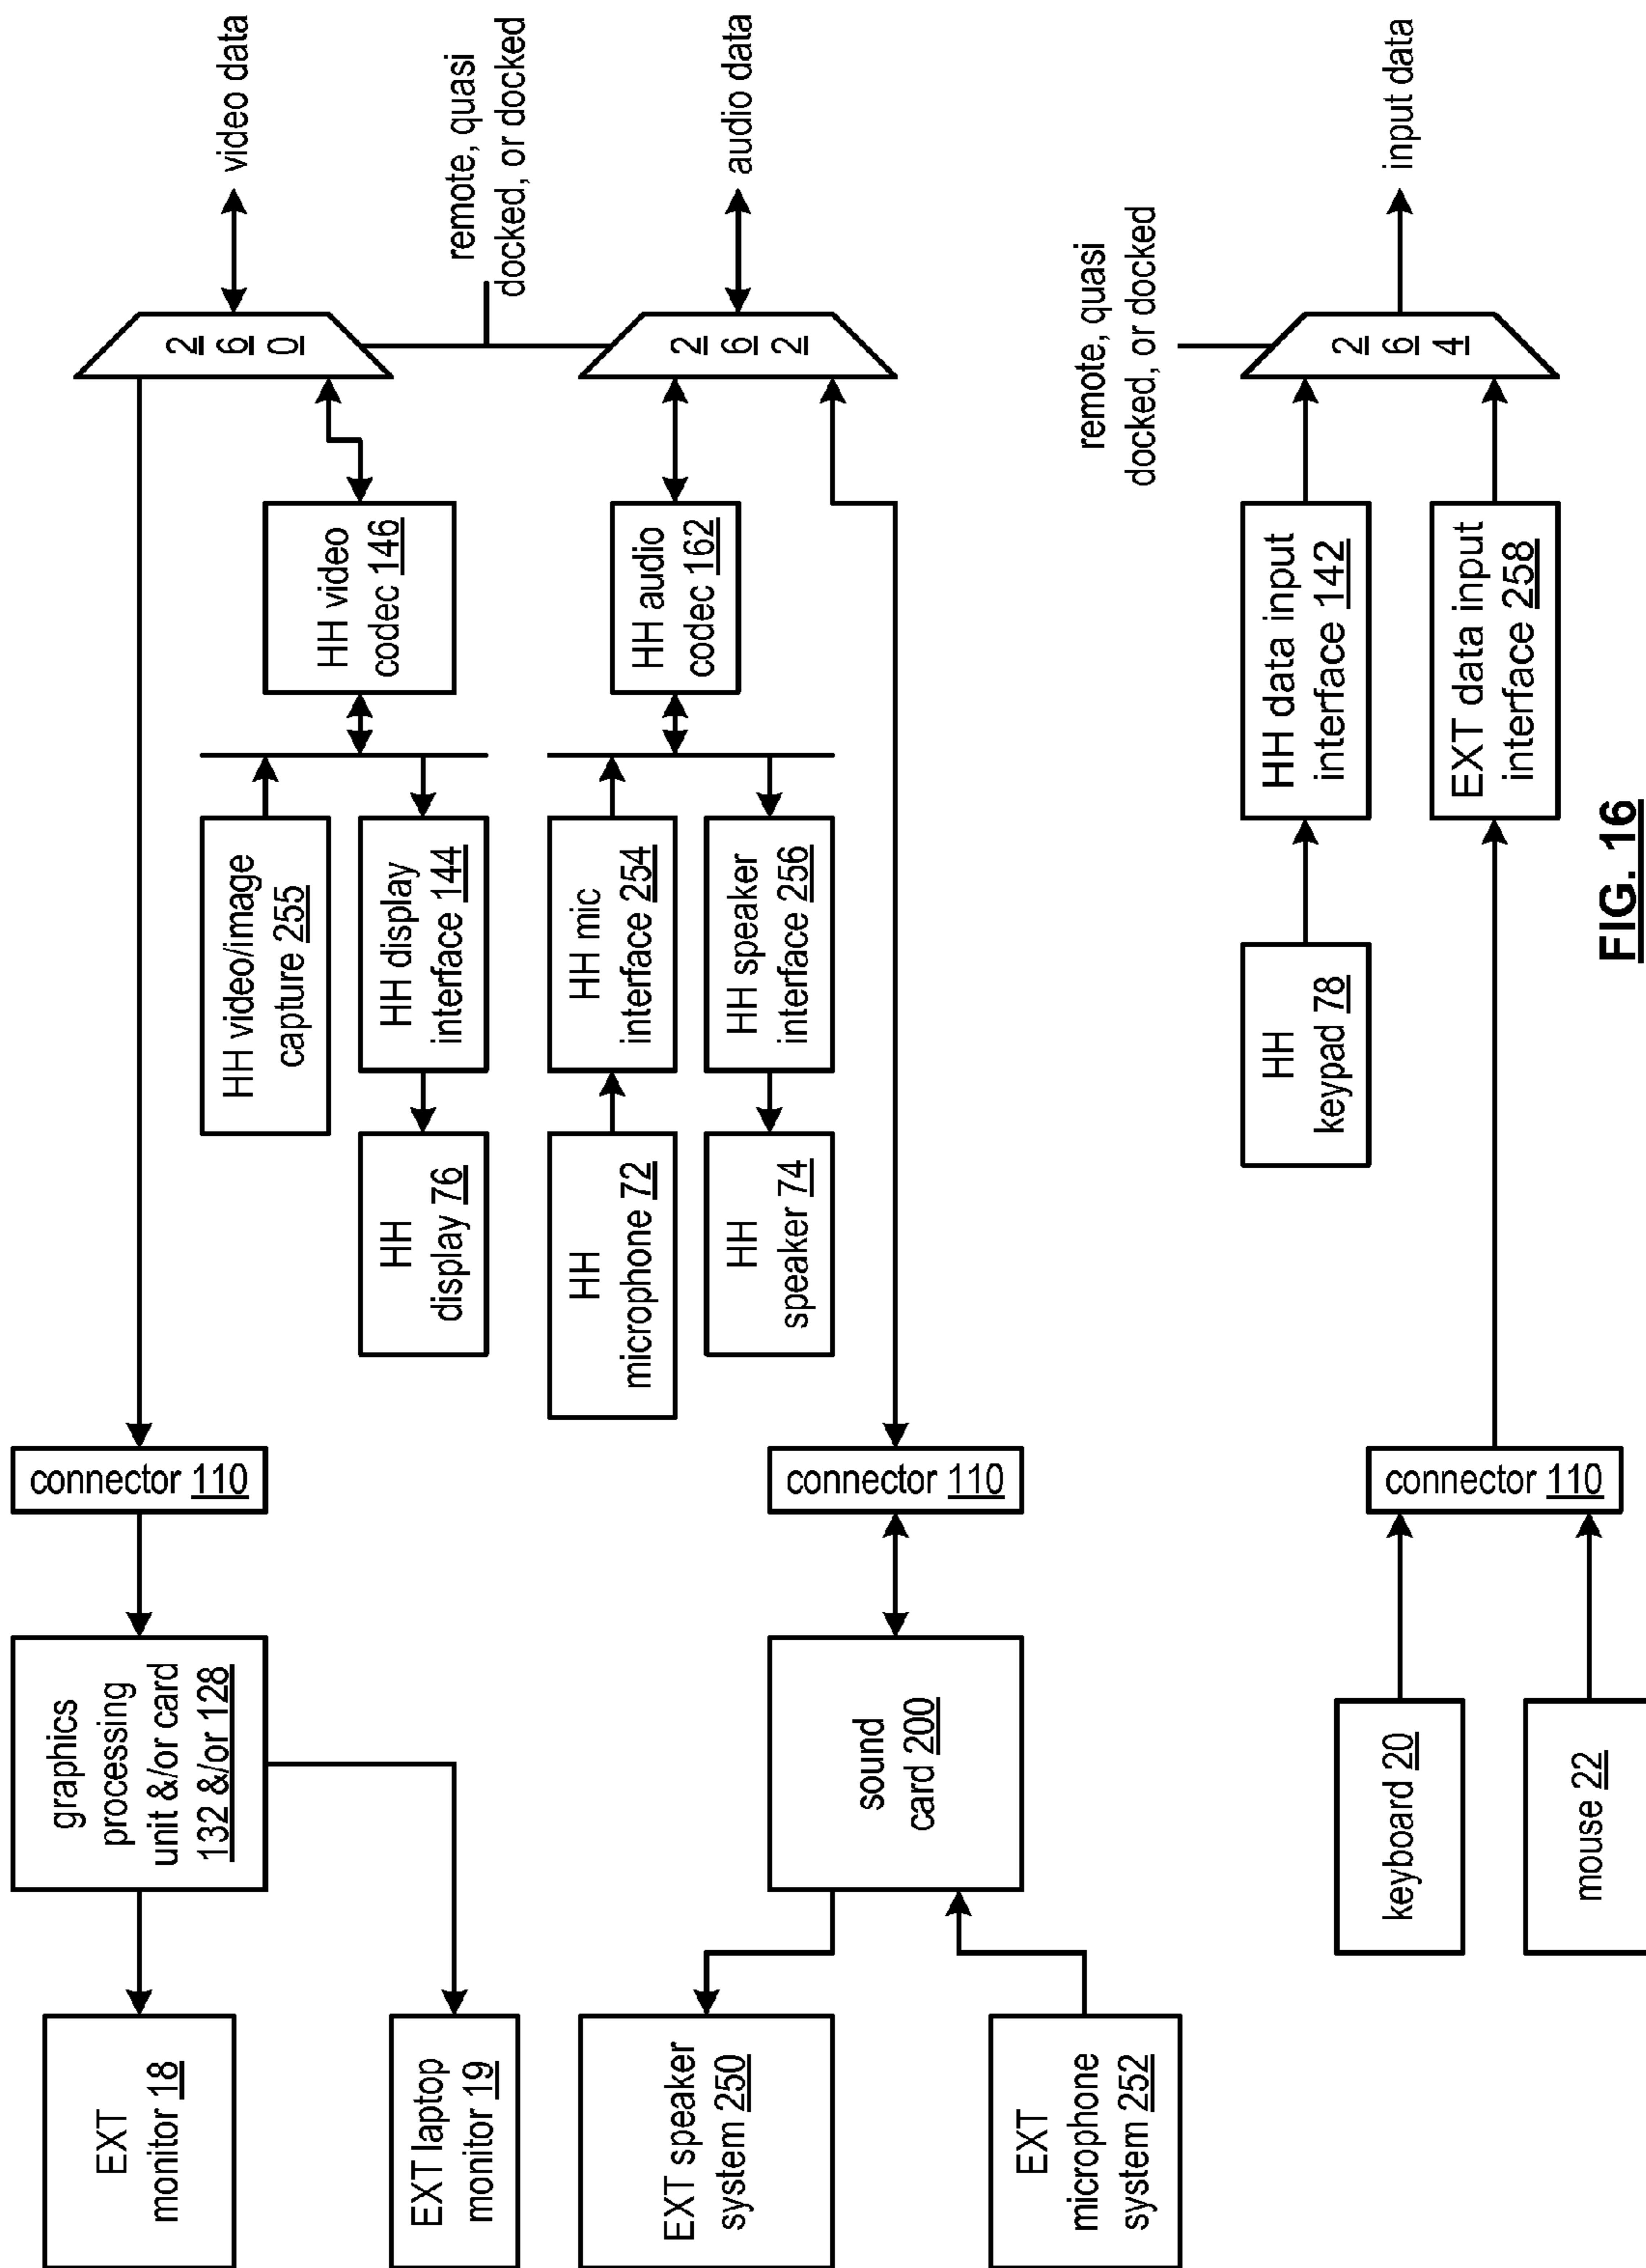 EXT
monitor 18
EXT laptop
monitor 19
graphics
processing
unit &/or card
132 &/or 128
connector 110
HH video/image
capture 255
HH display
interface 144
HH
display 76
HH video
codec 146
260
video data
remote, quasi
docked, or docked
EXT speaker
system 250
EXT
microphone
system 252
sound
card 200
connector 110
HH
microphone 72
HH
speaker 74
HH mic
interface 254
HH speaker
interface 256
HH audio
codec 162
262
audio data
keyboard 20
mouse 22
connector 110
HH
keypad 78
HH data input
interface 142
EXT data input
interface 258
remote, quasi
docked, or docked
264
input data
FIG. 16